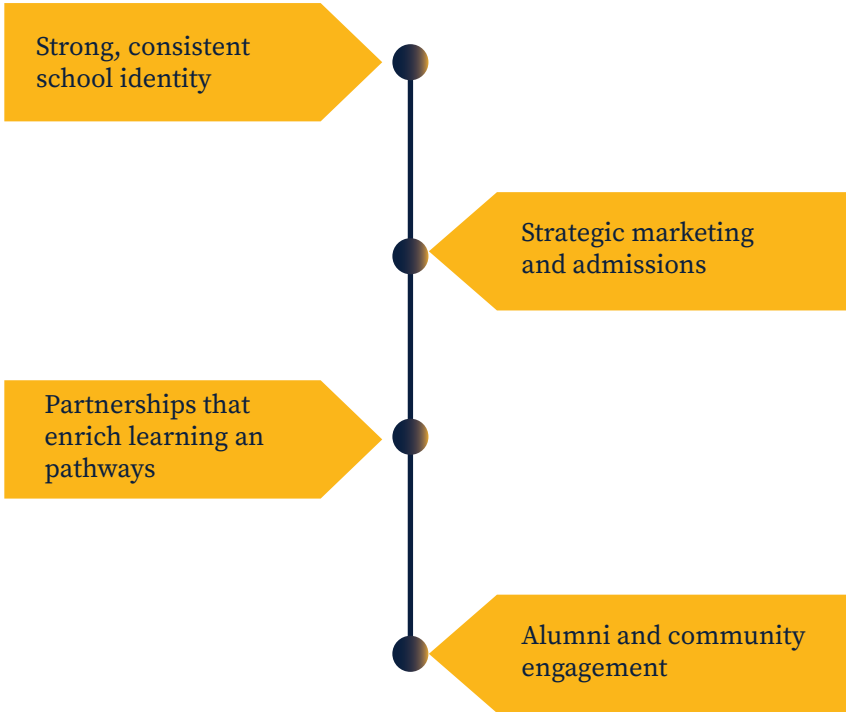 Strong, consistent
school identity
Strategic marketing
and admissions
Partnerships that
enrich learning an
pathways
Alumni and community
engagement